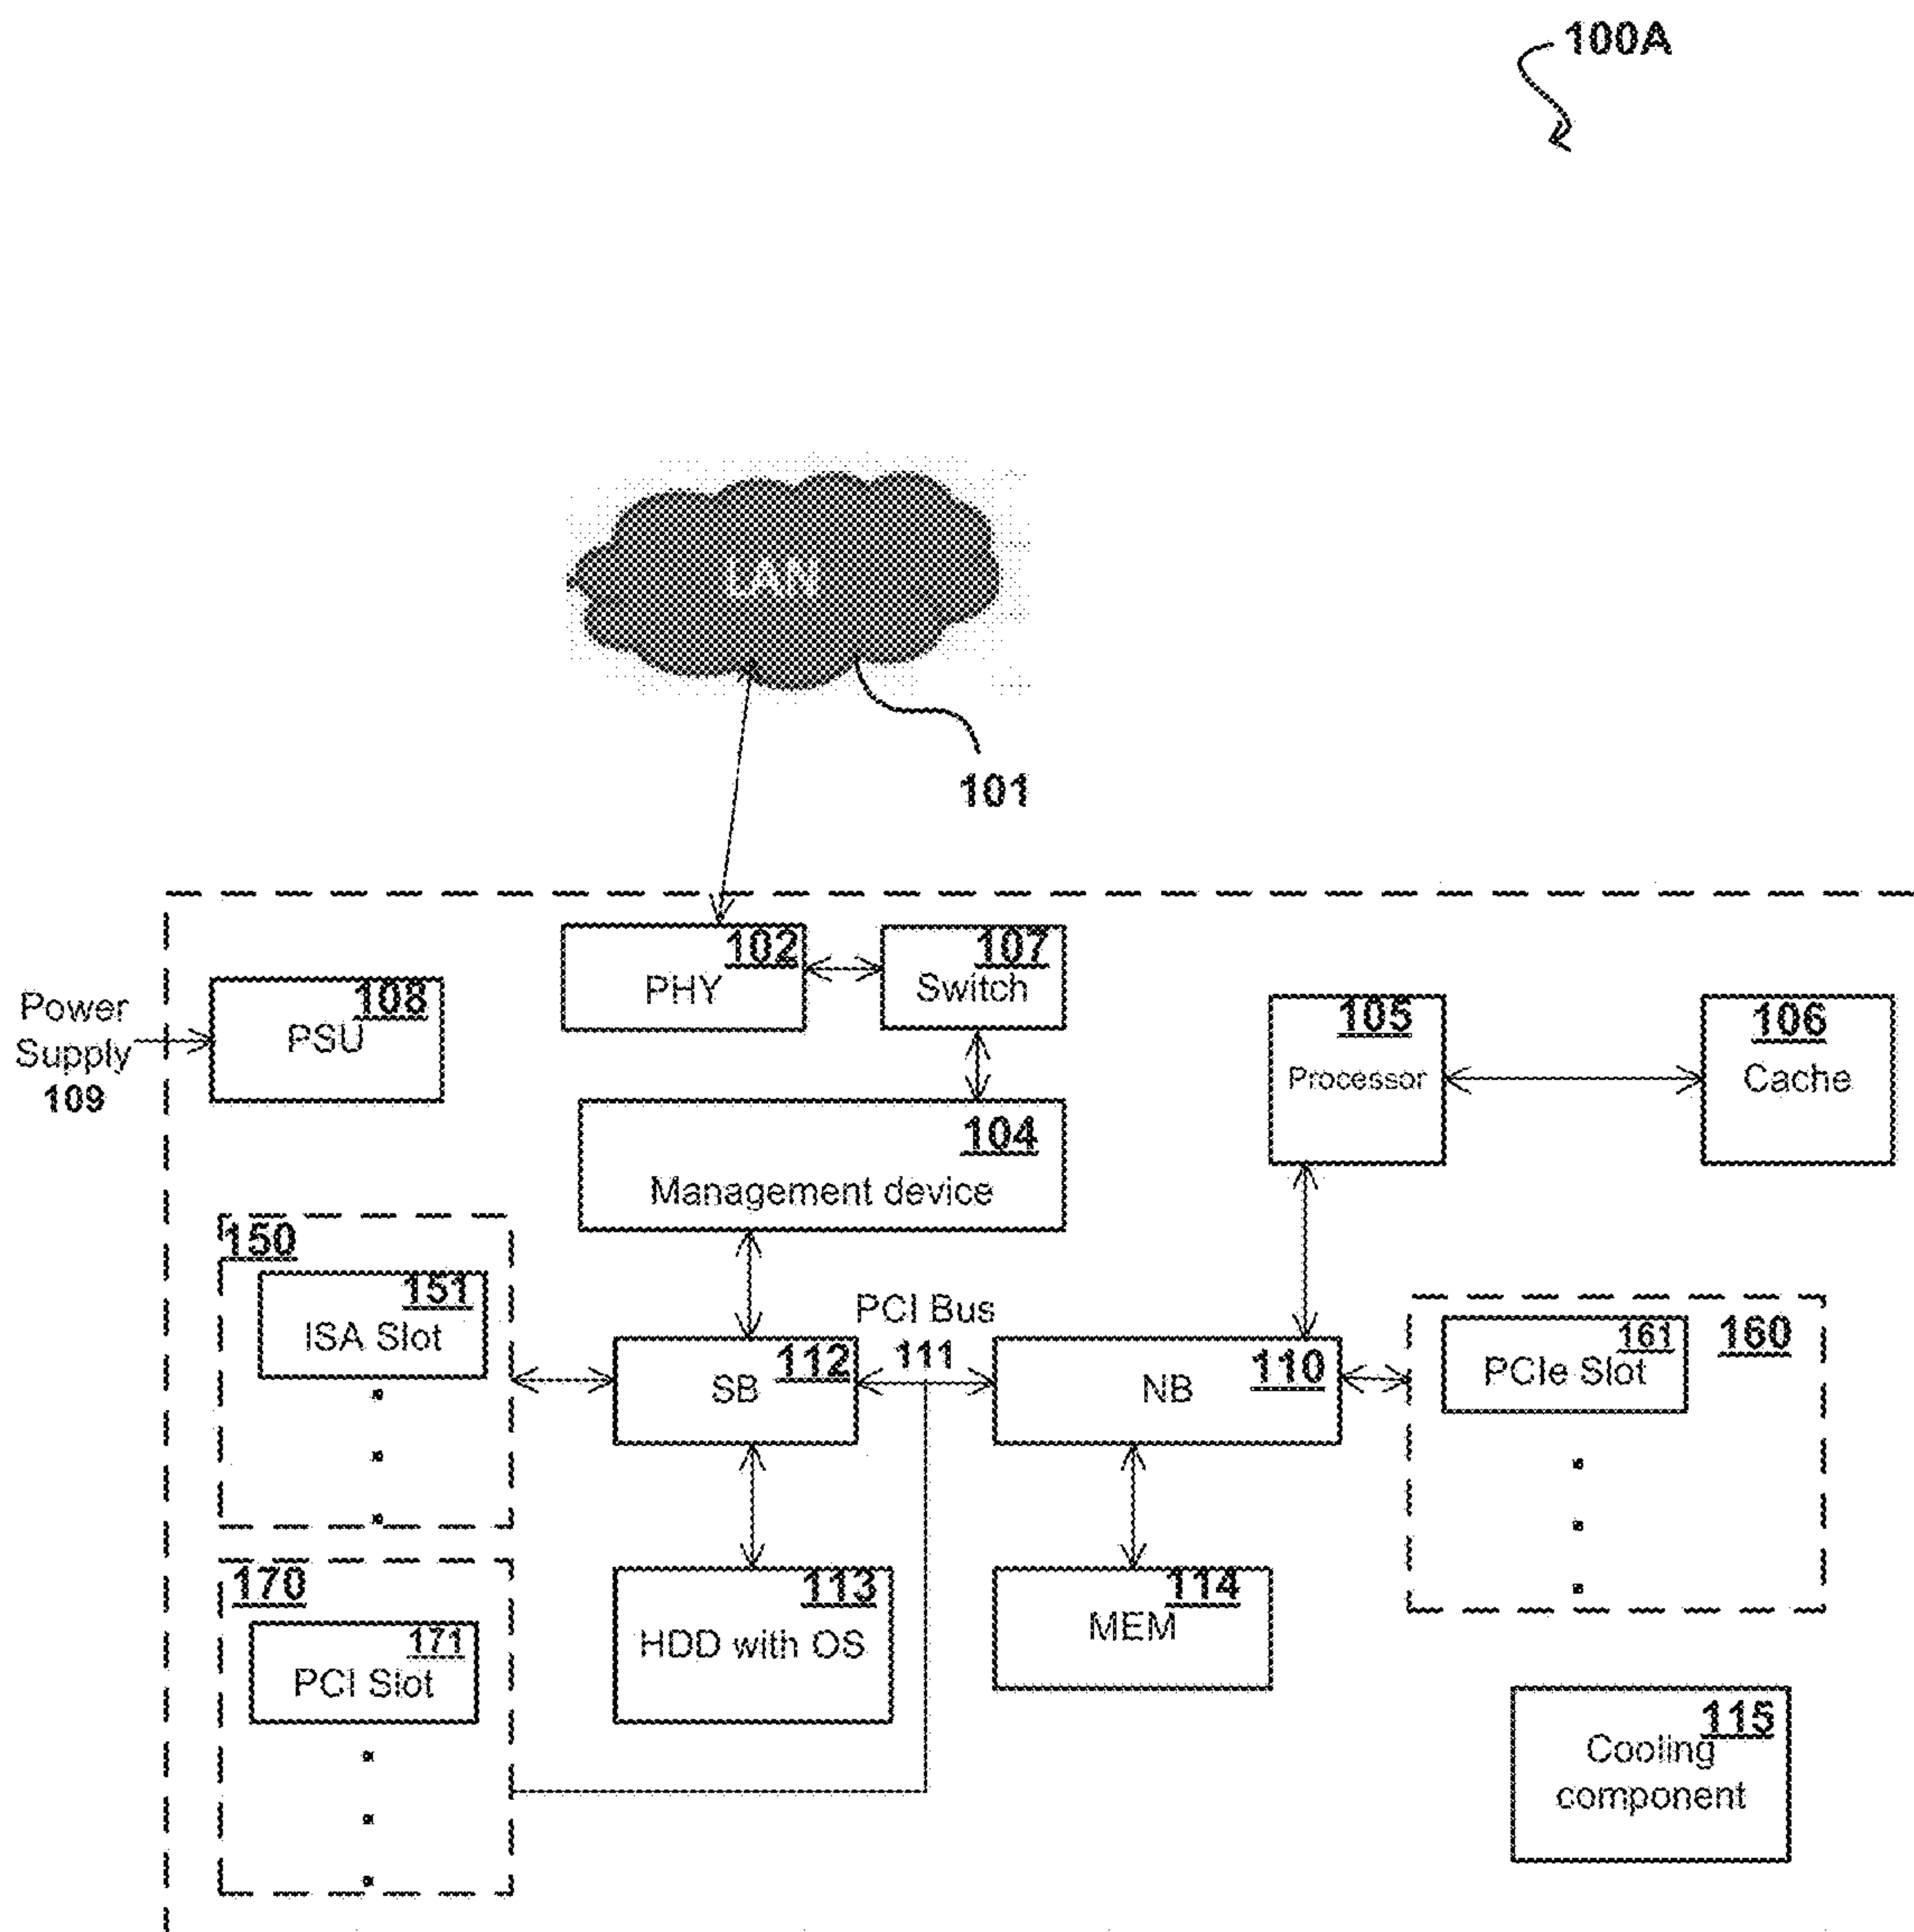 100A
LAN
101
102
PHY
107
Switch
108
PSU
Power
Supply
109
105
Processor
106
Cache
104
Management device
150
151
ISA Slot
PCI Bus
111
112
SB
110
NB
161
PCIe Slot
160
170
171
PCI Slot
113
HDD with OS
114
MEM
115
Cooling
component